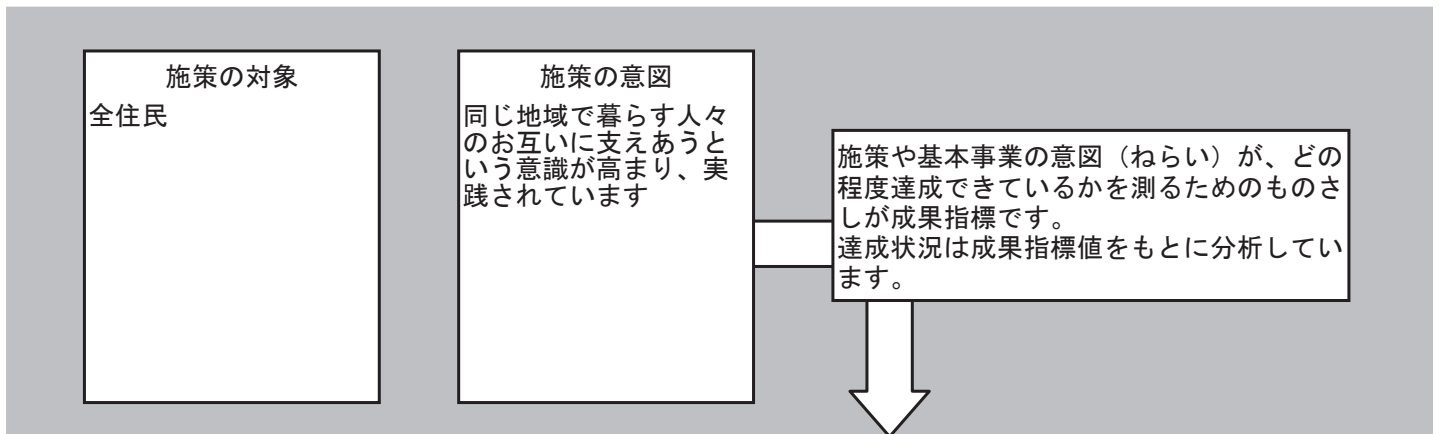 施策の対象
全住民
施策の意図
同じ地域で暮らす人々
のお互いに支えあうと
いう意識が高まり、実
践されています
施策や基本事業の意図（ねらい）が、どの
程度達成できているかを測るためのものさ
しが成果指標です。
達成状況は成果指標値をもとに分析してい
ます。